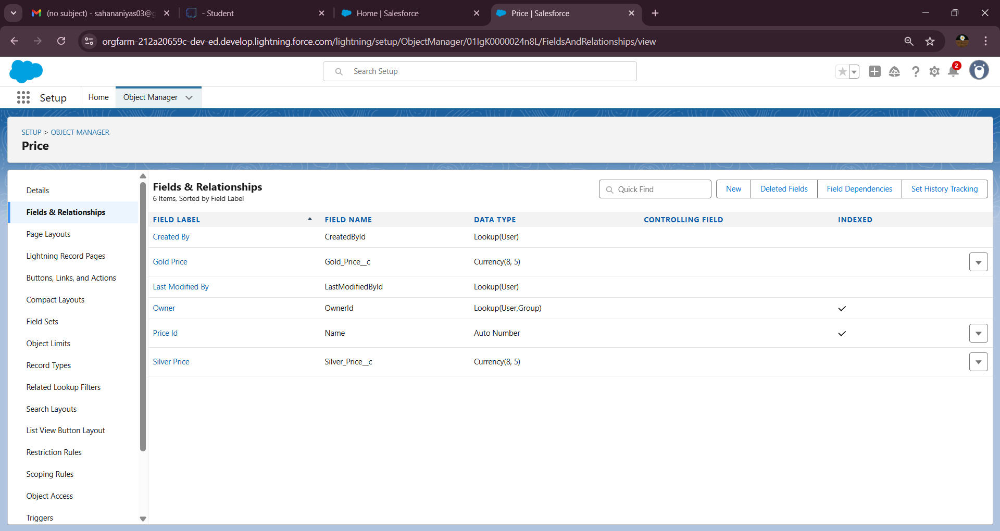 (no subject) - sahananiyas03@g
- Student
Home | Salesforce
Price | Salesforce
orgfarm-212a20659c-dev-ed.develop.lightning.force.com/lightning/setup/ObjectManager/01IgK0000024n8L/FieldsAndRelationships/view
Search Setup
2
Setup
Home
Object Manager
SETUP > OBJECT MANAGER
Price
Details
Fields & Relationships
Page Layouts
Lightning Record Pages
Buttons, Links, and Actions
Compact Layouts
Field Sets
Object Limits
Record Types
Related Lookup Filters
Search Layouts
List View Button Layout
Restriction Rules
Scoping Rules
Object Access
Triggers
Fields & Relationships
6 Items, Sorted by Field Label
Quick Find
New
Deleted Fields
Field Dependencies
Set History Tracking
FIELD LABEL FIELD NAME DATA TYPE CONTROLLING FIELD INDEXED
Created By CreatedById Lookup(User)
Gold Price Gold_Price__c Currency(8, 5)
Last Modified By LastModifiedById Lookup(User)
Owner OwnerId Lookup(User,Group)
Price Id Name Auto Number
Silver Price Silver_Price__c Currency(8, 5)